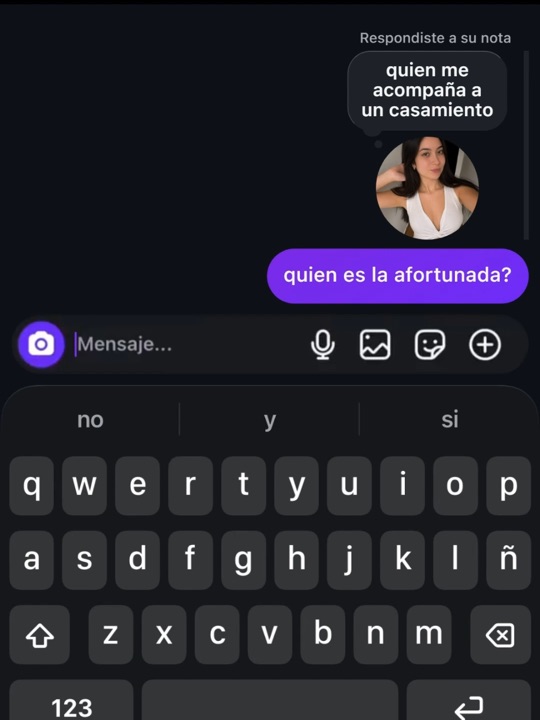 Respondiste a su nota
quien me
acompaña a
un casamiento
quien es la afortunada?
Mensaje...
no y si
q w e r t y u i o p
a s d f g h j k l ñ
z x c v b n m
123